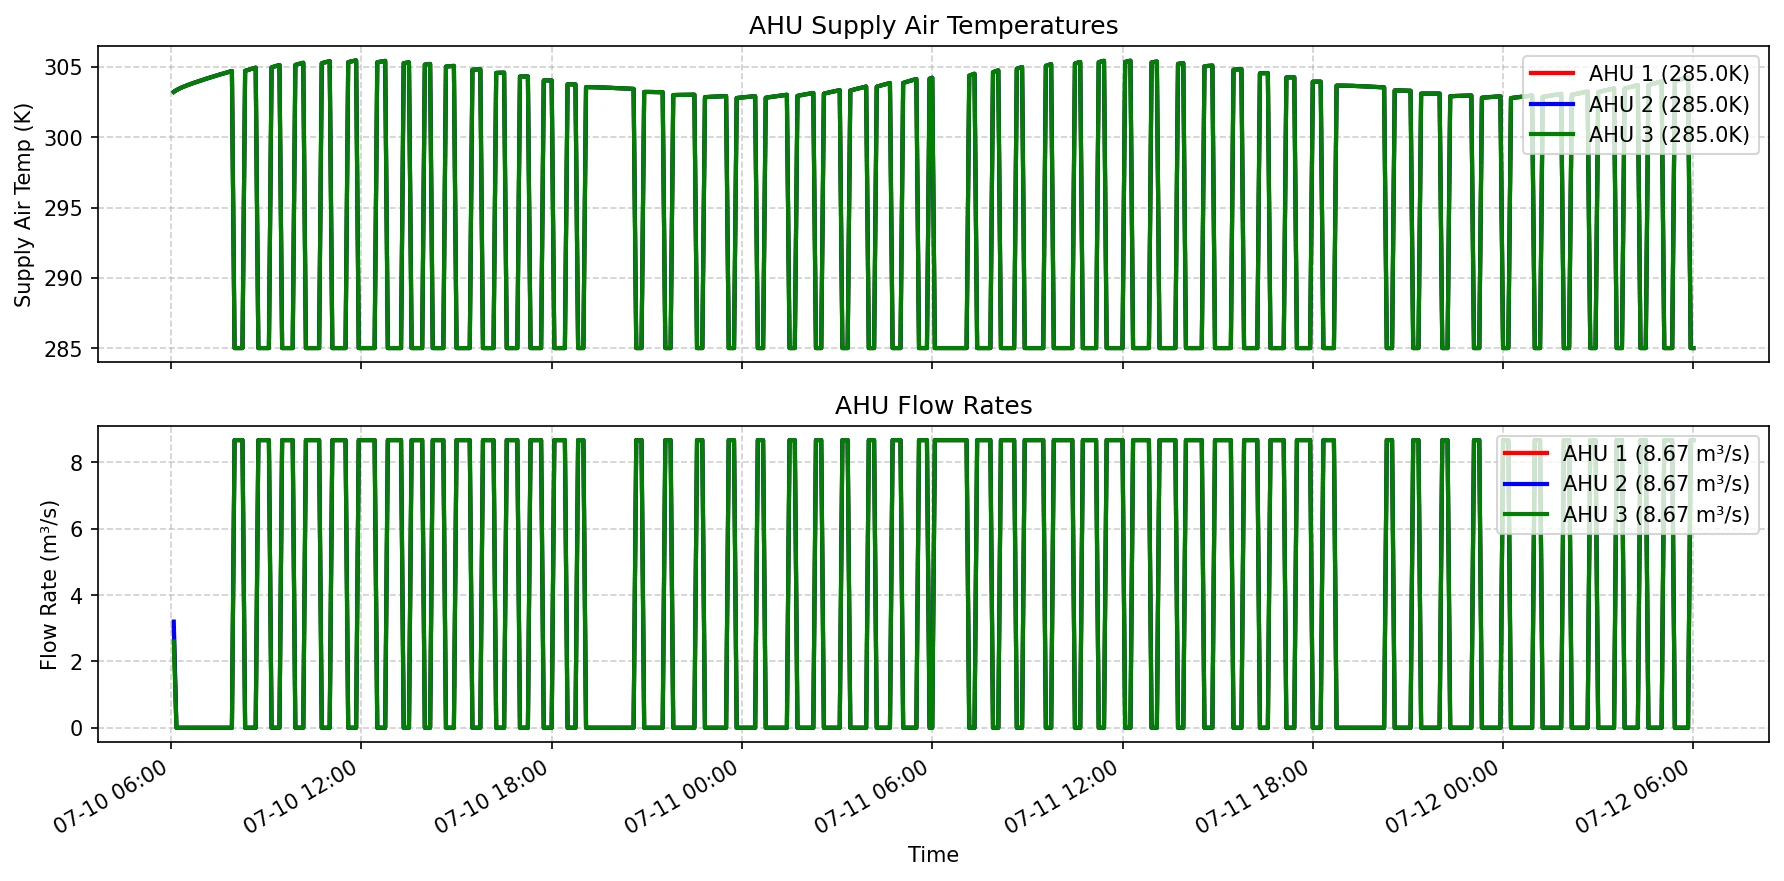 AHU Supply Air Temperatures
Supply Air Temp (K)
305
300
295
290
285
AHU 1 (285.0K)
AHU 2 (285.0K)
AHU 3 (285.0K)
AHU Flow Rates
Flow Rate (m³/s)
8
6
4
2
0
AHU 1 (8.67 m³/s)
AHU 2 (8.67 m³/s)
AHU 3 (8.67 m³/s)
07-10 06:00
07-10 12:00
07-10 18:00
07-11 00:00
07-11 06:00
07-11 12:00
07-11 18:00
07-12 00:00
07-12 06:00
Time